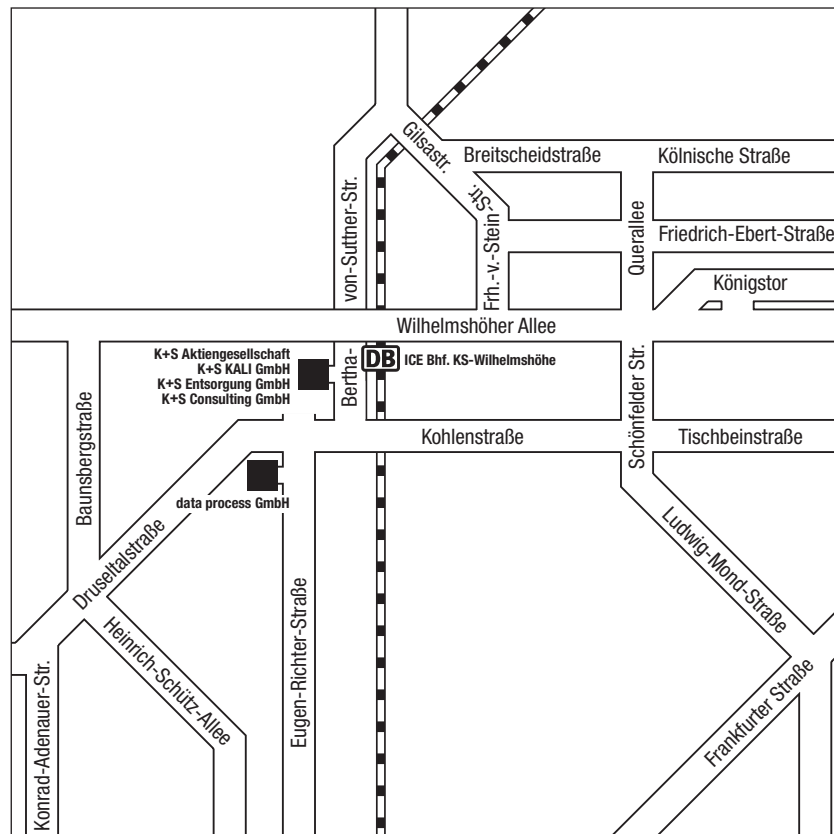 Gilsastr.
Breitscheidstraße
Kölnische Straße
von-Suttner-Str.
Frh.-v.-Stein-Str.
Querallee
Friedrich-Ebert-Straße
Königstor
Wilhelmshöher Allee
K+S Aktiengesellschaft
K+S KALI GmbH
K+S Entsorgung GmbH
K+S Consulting GmbH
Bertha-
DB
ICE Bhf. KS-Wilhelmshöhe
Schönfelder Str.
Baunsbergstraße
Kohlenstraße
Tischbeinstraße
data process GmbH
Druseltalstraße
Ludwig-Mond-Straße
Heinrich-Schütz-Allee
Eugen-Richter-Straße
Konrad-Adenauer-Str.
Frankfurter Straße